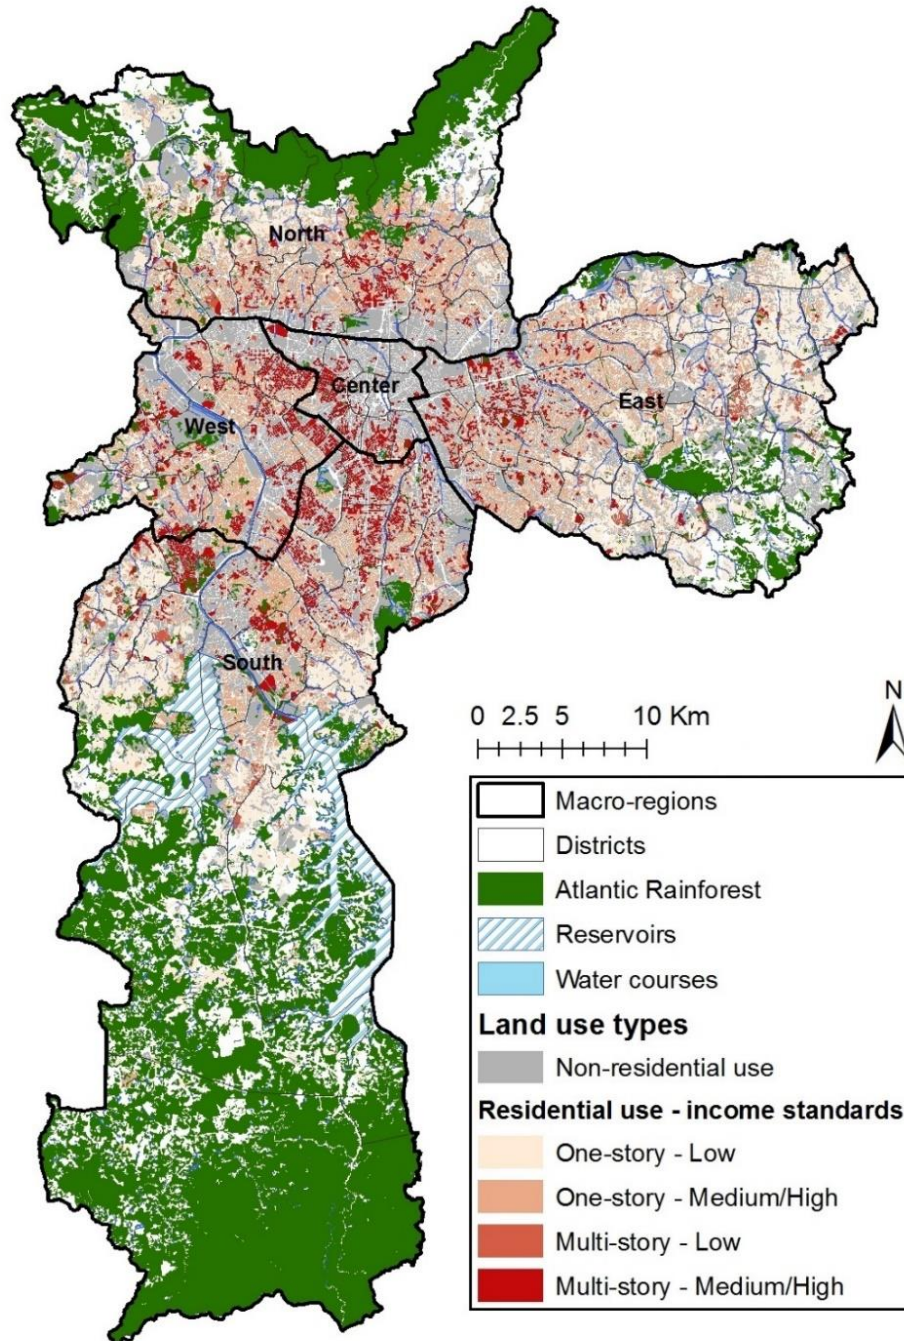 North
Center
West
East
South
N
0 2.5 5 10 Km
Macro-regions
Districts
Atlantic Rainforest
Reservoirs
Water courses
Land use types
Non-residential use
Residential use - income standards
One-story - Low
One-story - Medium/High
Multi-story - Low
Multi-story - Medium/High